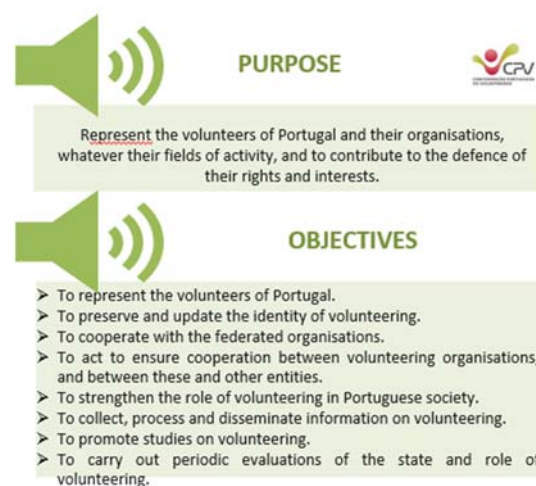 PURPOSE
CPV
CONFEDERAÇÃO PORTUGUESA
DO VOLUNTARIADO
Represent the volunteers of Portugal and their organisations,
whatever their fields of activity, and to contribute to the defence of
their rights and interests.
OBJECTIVES
➤ To represent the volunteers of Portugal.
➤ To preserve and update the identity of volunteering.
➤ To cooperate with the federated organisations.
➤ To act to ensure cooperation between volunteering organisations,
and between these and other entities.
➤ To strengthen the role of volunteering in Portuguese society.
➤ To collect, process and disseminate information on volunteering.
➤ To promote studies on volunteering.
➤ To carry out periodic evaluations of the state and role of
volunteering.